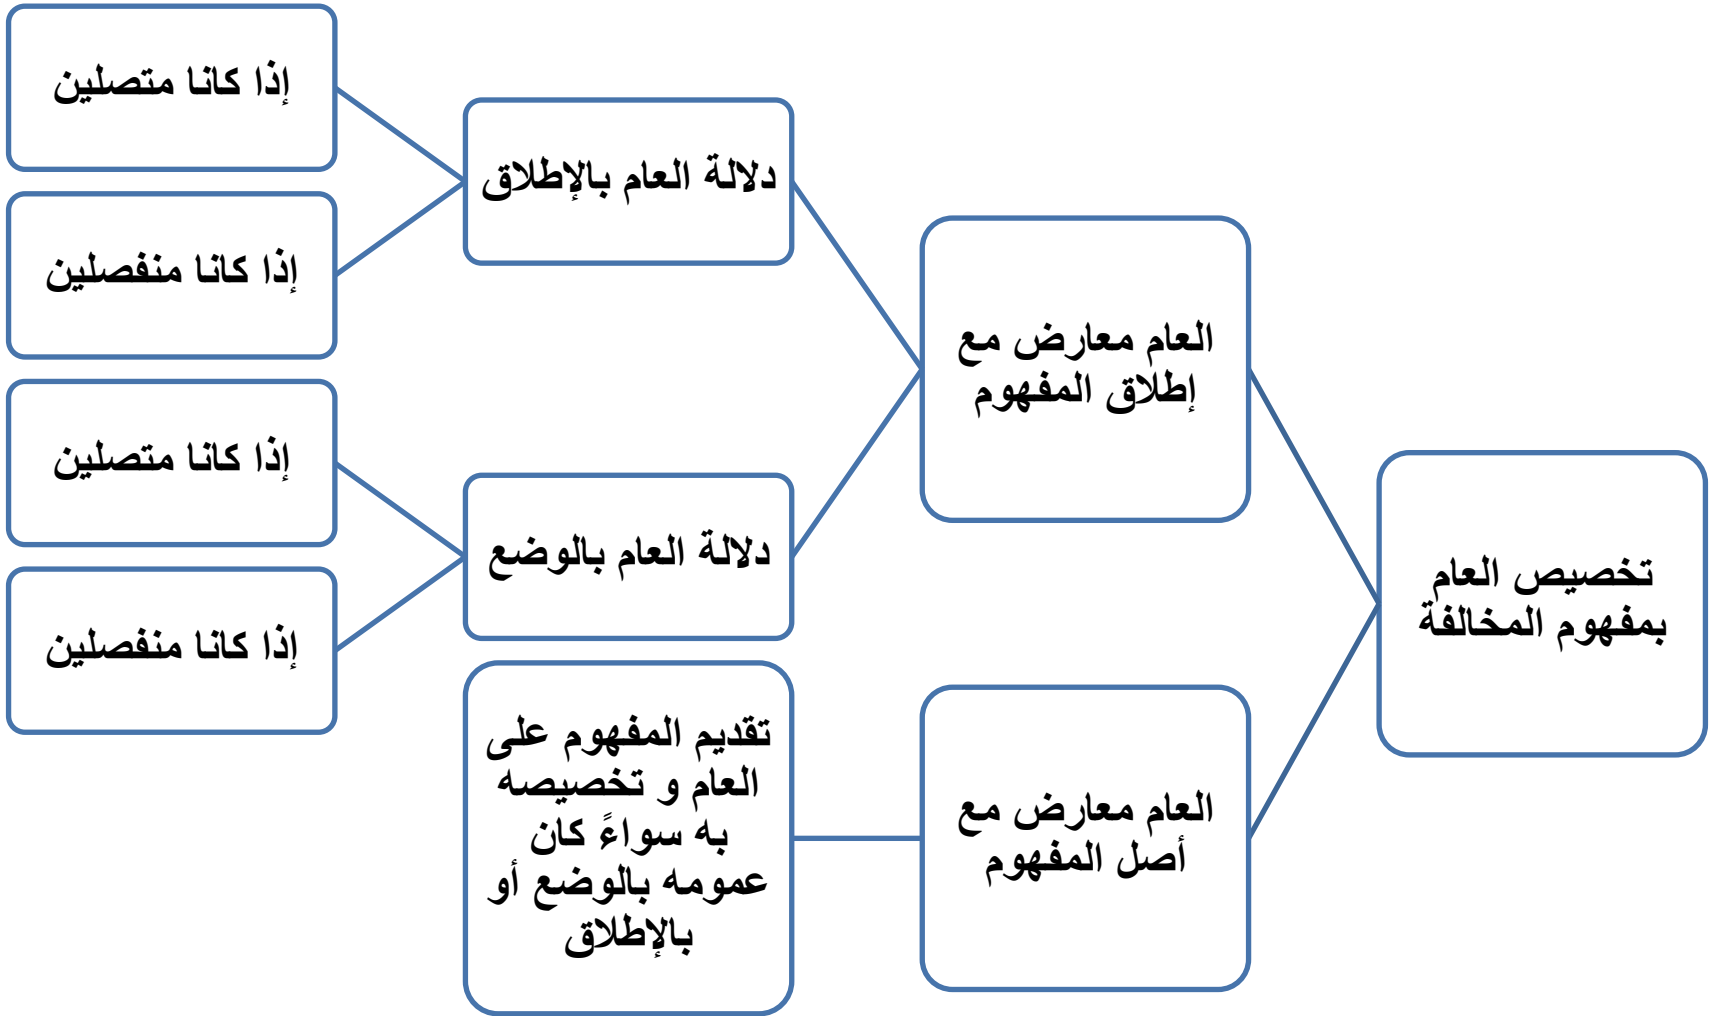 تخصيص العام
بمفهوم المخالفة
العام معارض مع
إطلاق المفهوم
دلالة العام بالإطلاق
إذا كانا متصلين
إذا كانا منفصلين
دلالة العام بالوضع
إذا كانا متصلين
إذا كانا منفصلين
العام معارض مع
أصل المفهوم
تقديم المفهوم على
العام و تخصيصه
به سواءً كان
عمومه بالوضع أو
بالإطلاق